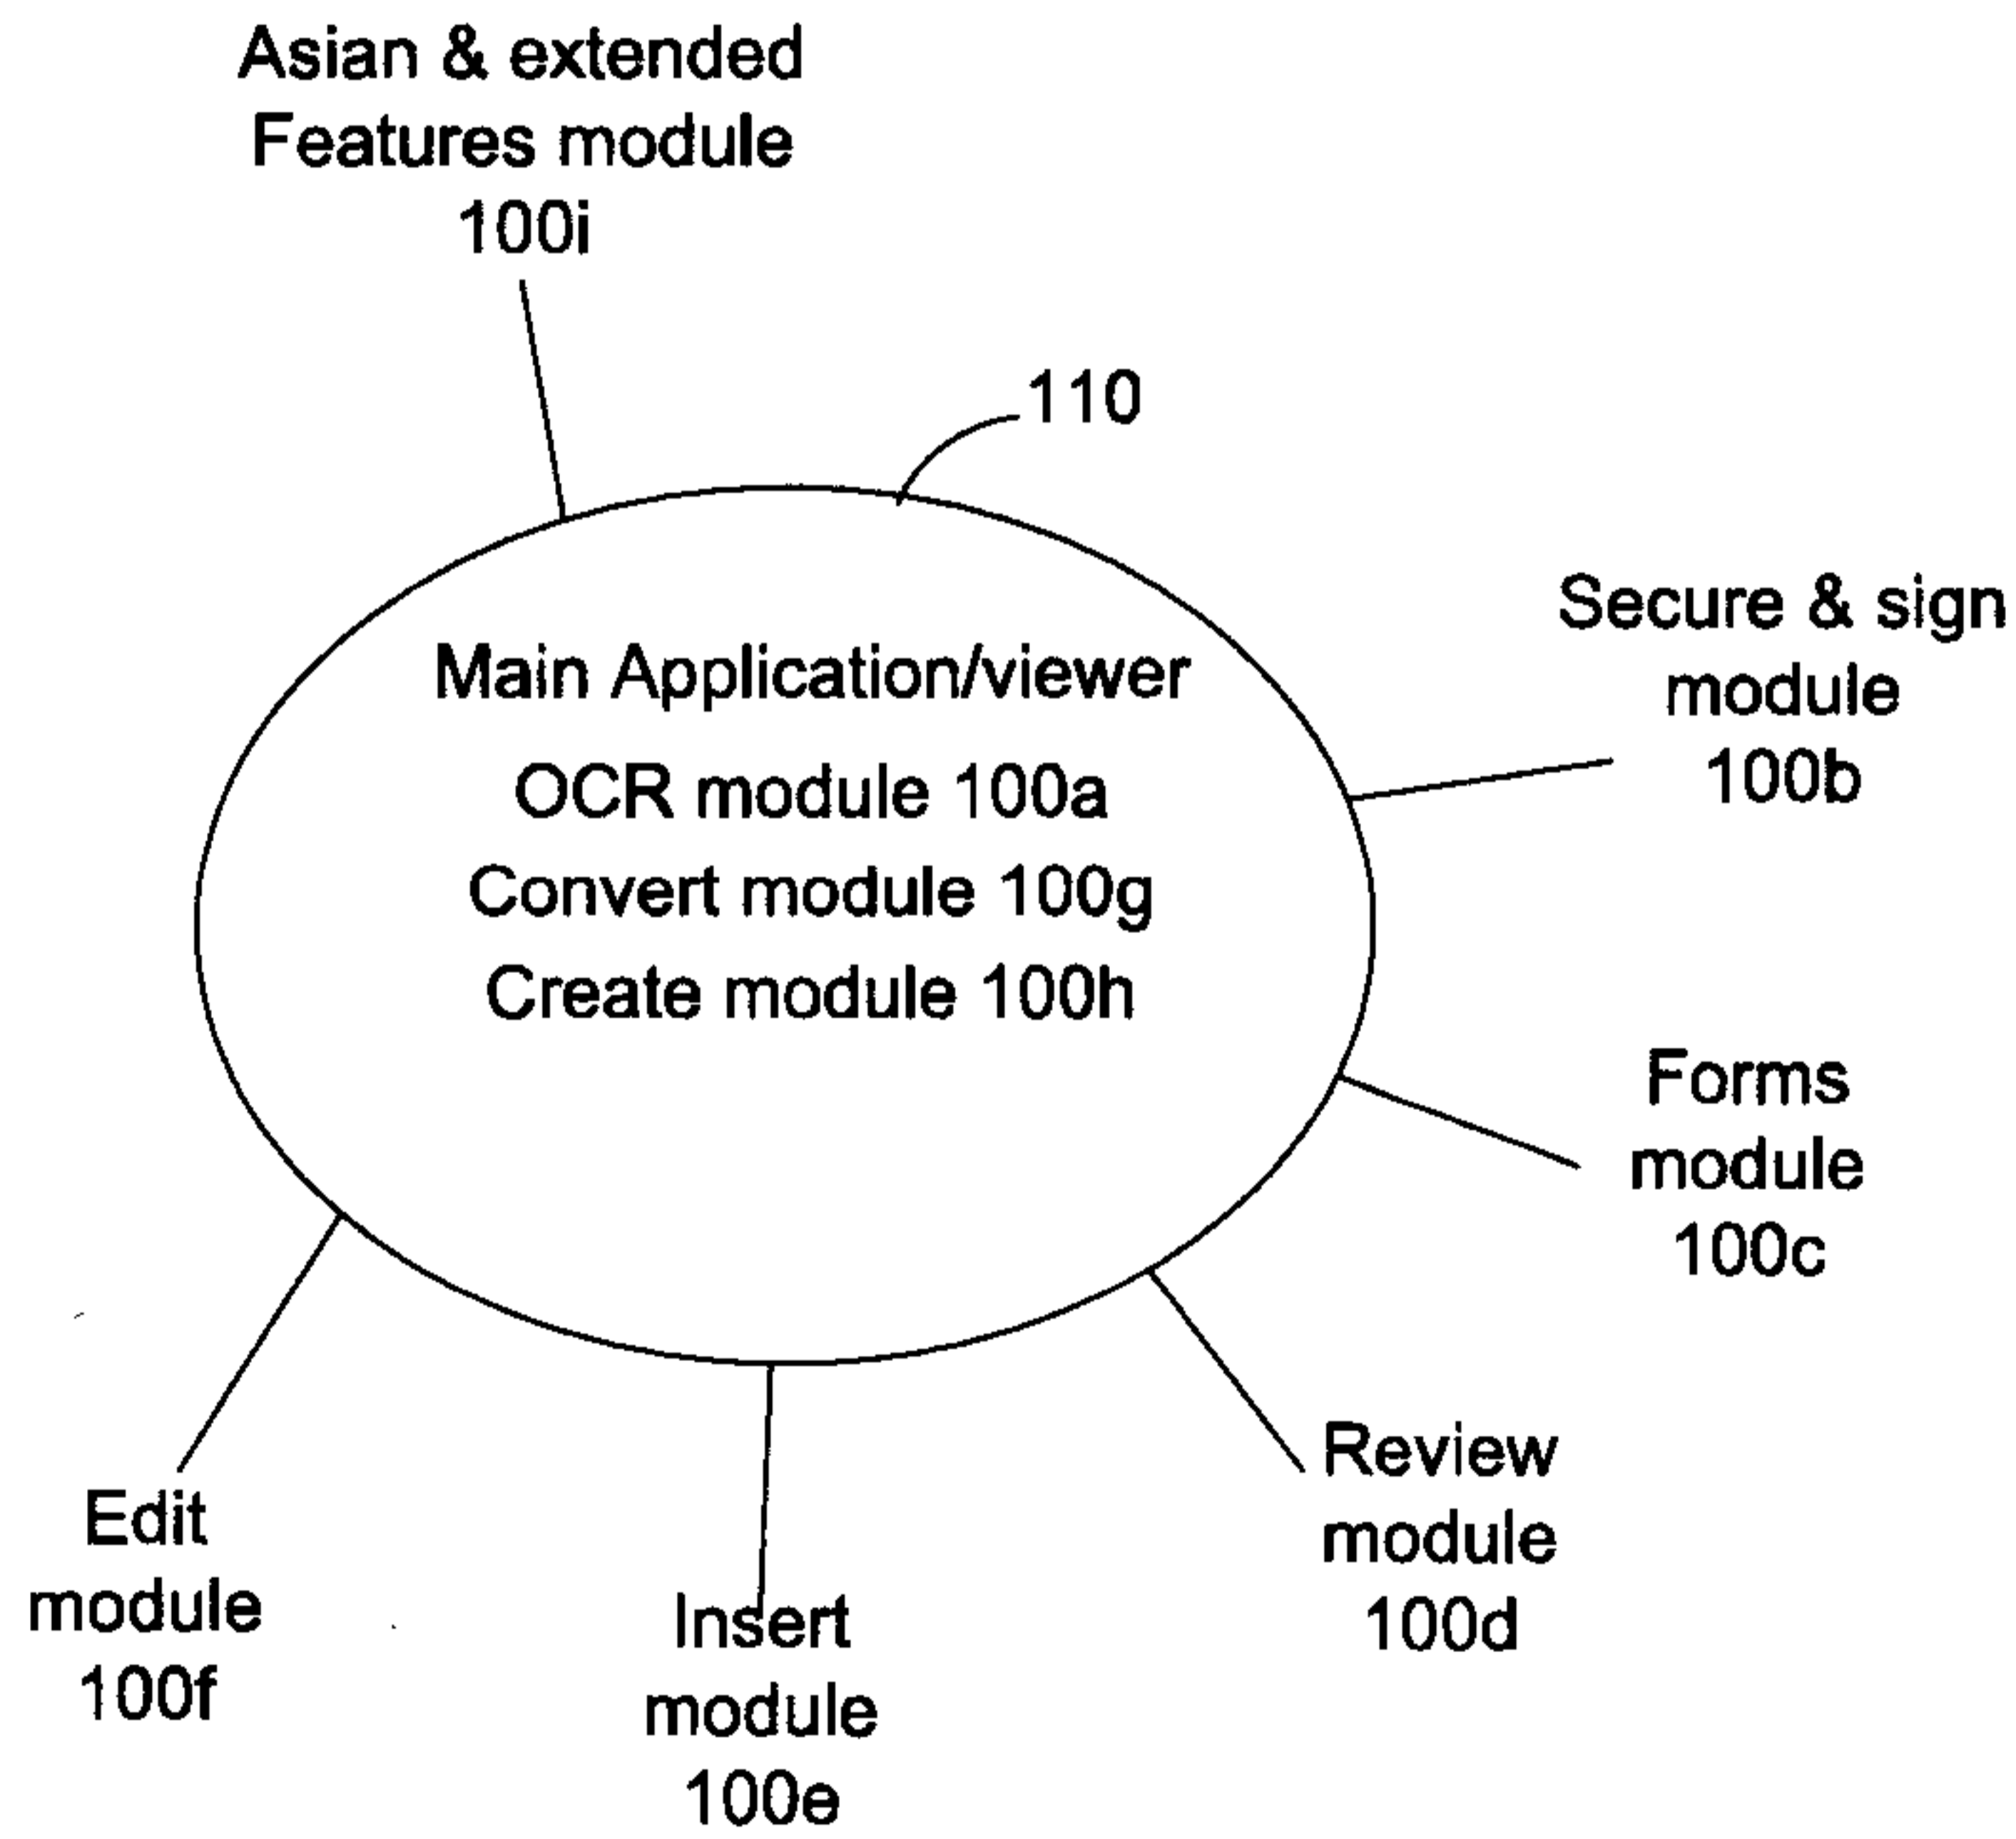 Asian & extended
Features module
100i
110
Main Application/viewer
OCR module 100a
Convert module 100g
Create module 100h
Secure & sign
module
100b
Forms
module
100c
Review
module
100d
Insert
module
100e
Edit
module
100f